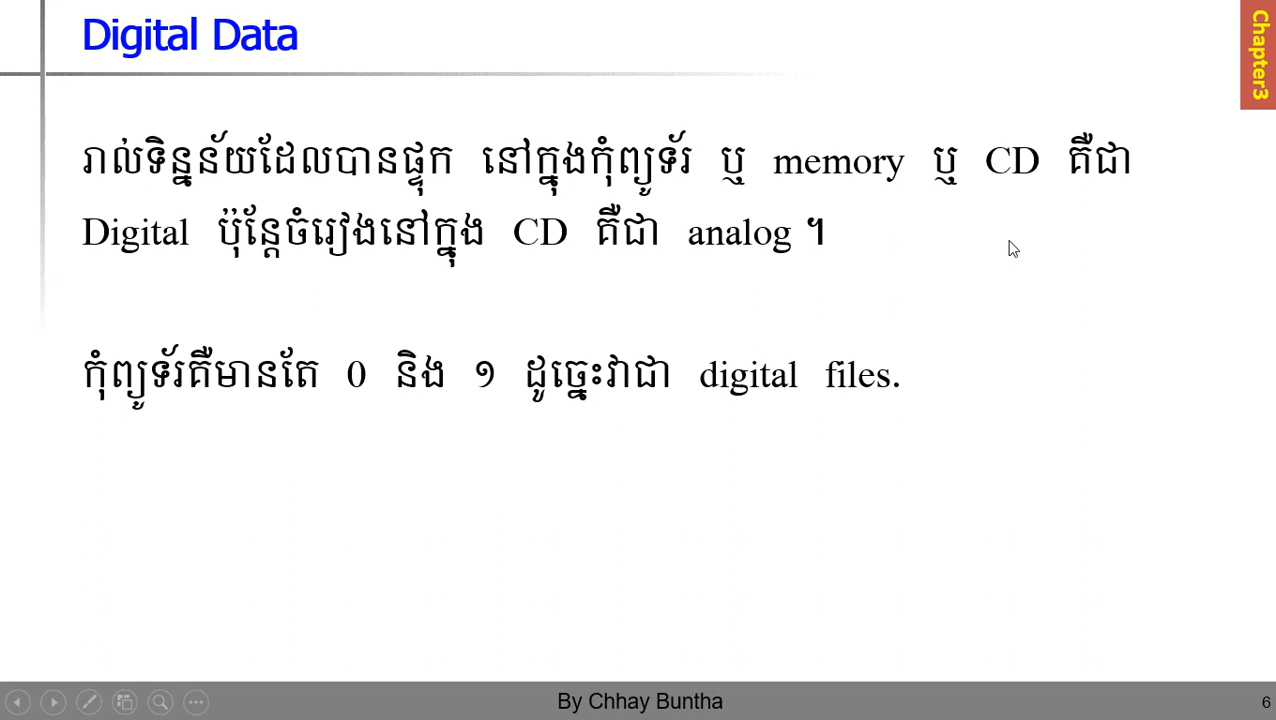 Digital Data
Chapter3
រាល់ទិន្នន័យដែលបានផ្ទុក នៅក្នុងកុំព្យូទ័រ ឬ memory ឬ CD គឺជា
Digital ប៉ុន្តែចំរៀងនៅក្នុង CD គឺជា analog ។
កុំព្យូទ័រគឺមានតែ 0 និង ១ ដូច្នេះវាជា digital files.
By Chhay Buntha
6